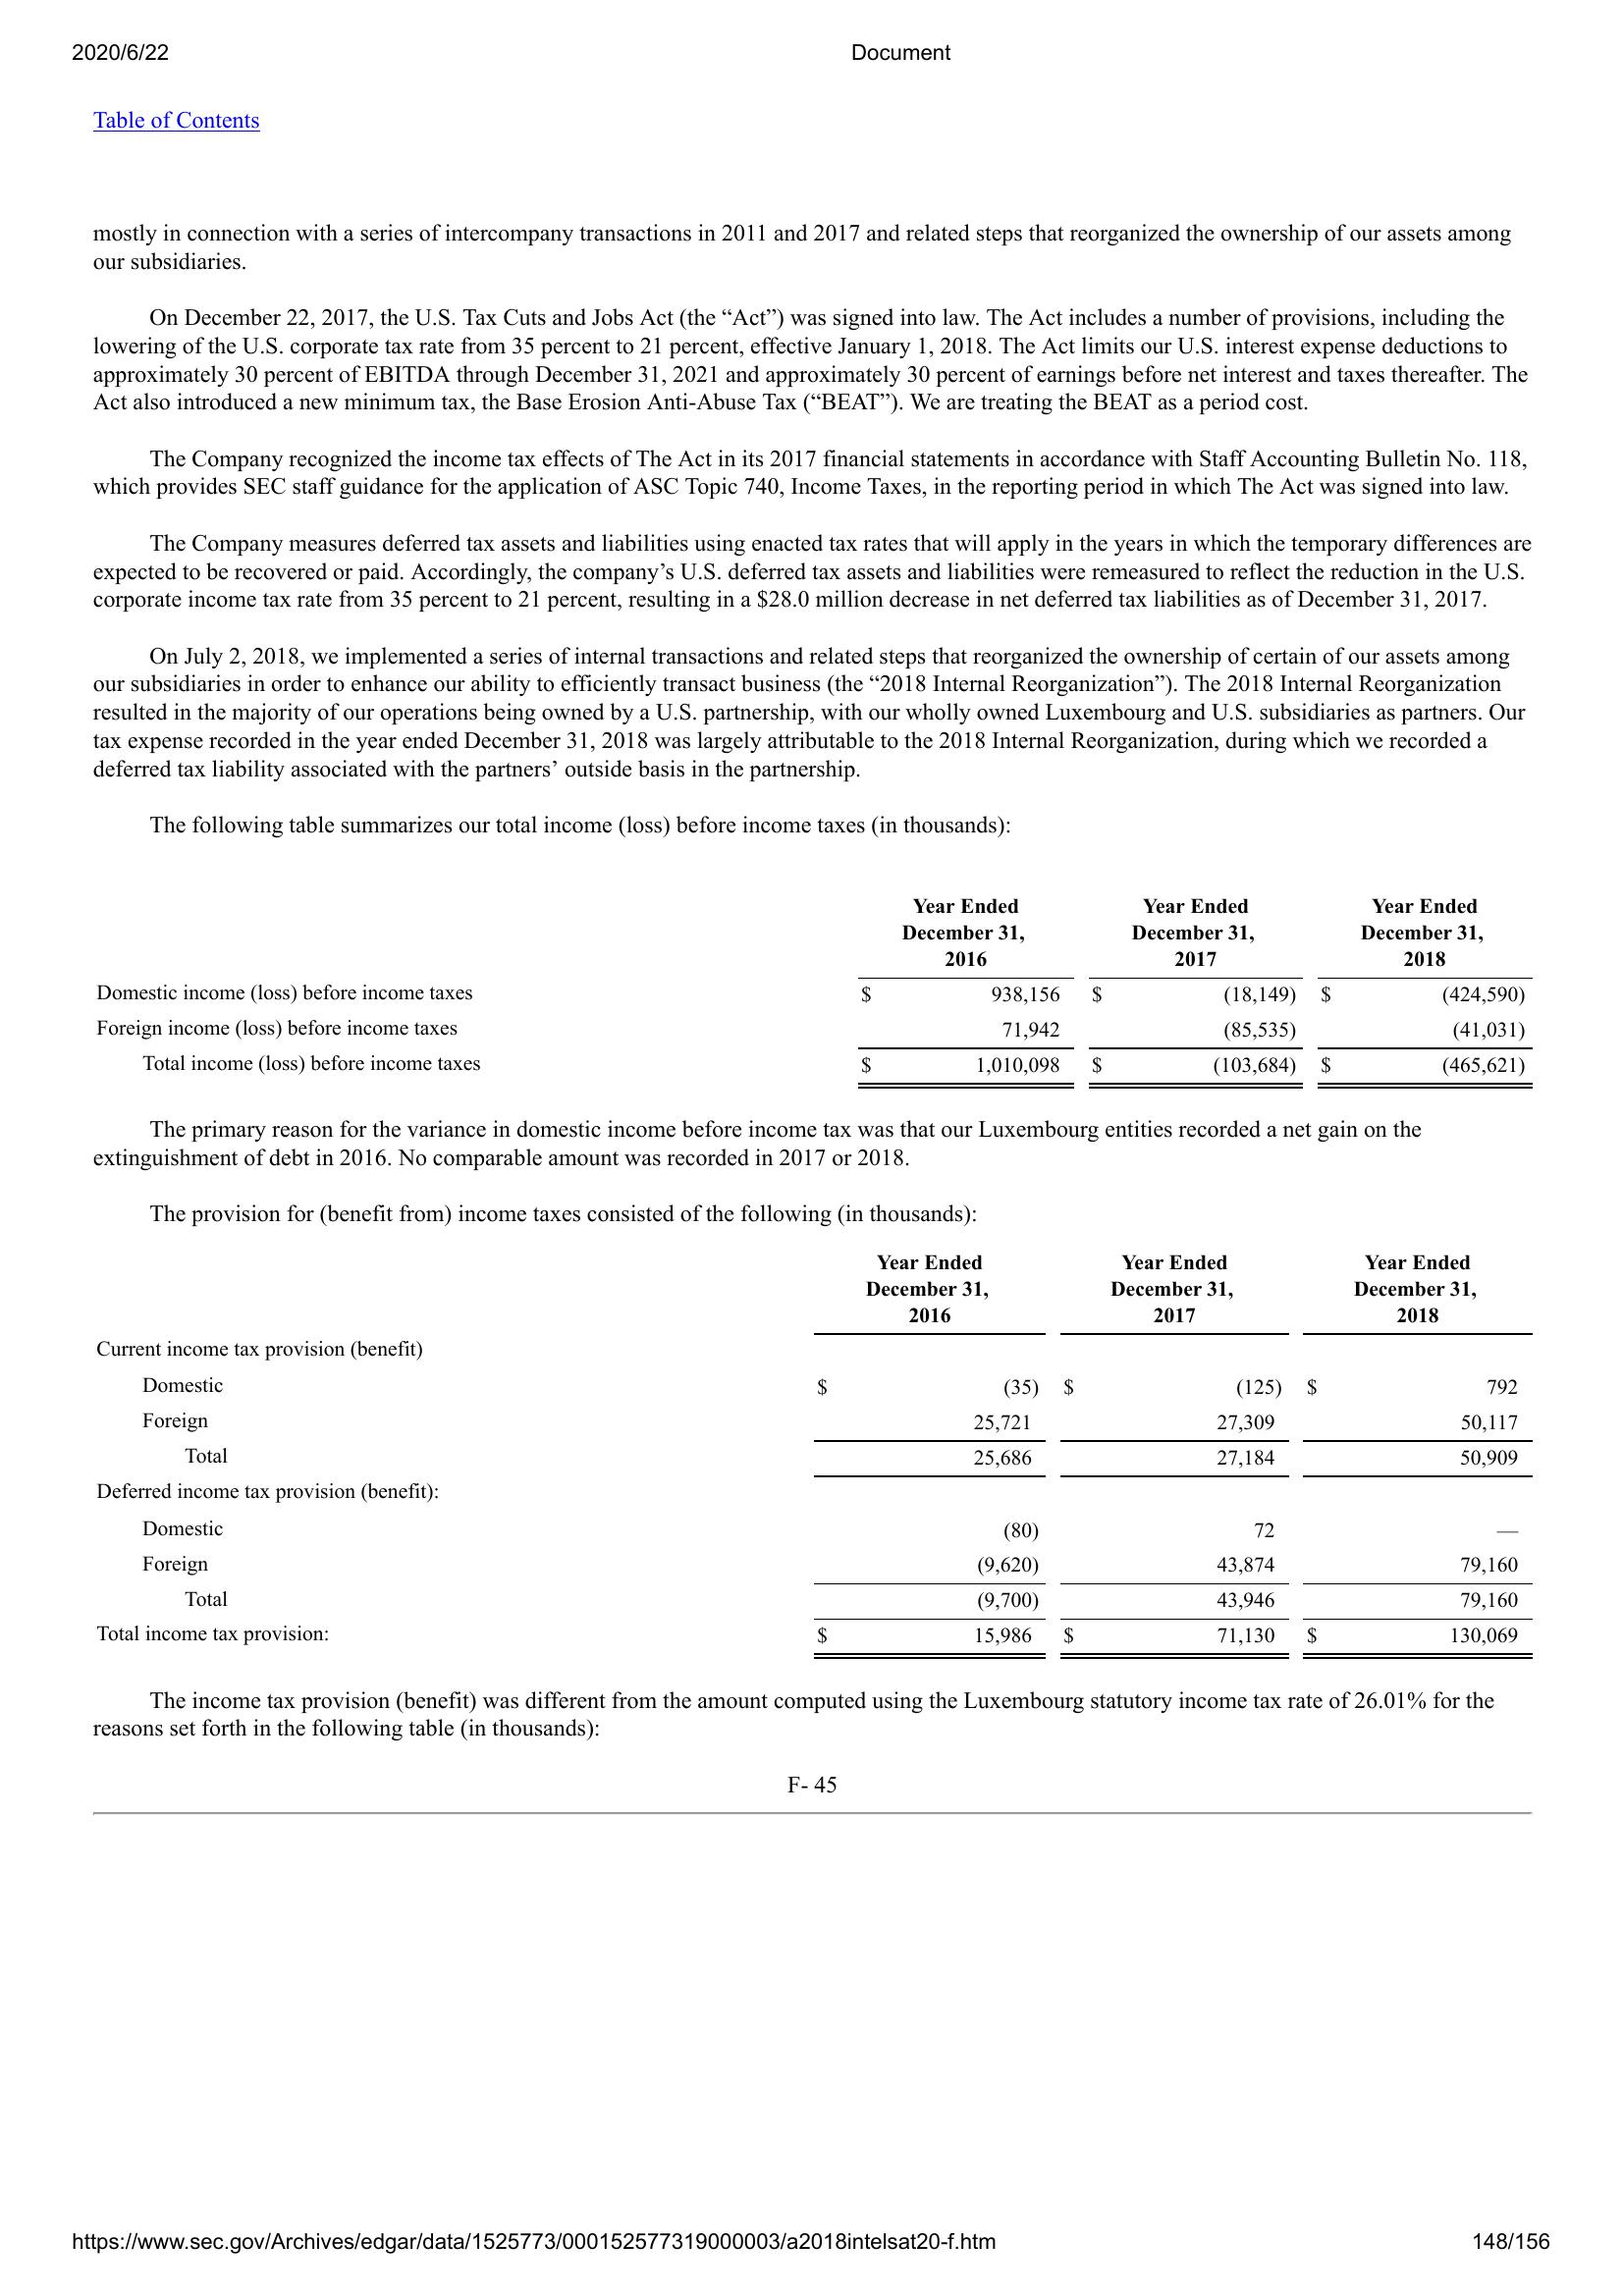 2020/6/22 Document
Table of Contents
mostly in connection with a series of intercompany transactions in 2011 and 2017 and related steps that reorganized the ownership of our assets among
our subsidiaries.
On December 22, 2017, the U.S. Tax Cuts and Jobs Act (the “Act”) was signed into law. The Act includes a number of provisions, including the
lowering of the U.S. corporate tax rate from 35 percent to 21 percent, effective January 1, 2018. The Act limits our U.S. interest expense deductions to
approximately 30 percent of EBITDA through December 31, 2021 and approximately 30 percent of earnings before net interest and taxes thereafter. The
Act also introduced a new minimum tax, the Base Erosion Anti-Abuse Tax (“BEAT”). We are treating the BEAT as a period cost.
The Company recognized the income tax effects of The Act in its 2017 financial statements in accordance with Staff Accounting Bulletin No. 118,
which provides SEC staff guidance for the application of ASC Topic 740, Income Taxes, in the reporting period in which The Act was signed into law.
The Company measures deferred tax assets and liabilities using enacted tax rates that will apply in the years in which the temporary differences are
expected to be recovered or paid. Accordingly, the company’s U.S. deferred tax assets and liabilities were remeasured to reflect the reduction in the U.S.
corporate income tax rate from 35 percent to 21 percent, resulting in a $28.0 million decrease in net deferred tax liabilities as of December 31, 2017.
On July 2, 2018, we implemented a series of internal transactions and related steps that reorganized the ownership of certain of our assets among
our subsidiaries in order to enhance our ability to efficiently transact business (the “2018 Internal Reorganization”). The 2018 Internal Reorganization
resulted in the majority of our operations being owned by a U.S. partnership, with our wholly owned Luxembourg and U.S. subsidiaries as partners. Our
tax expense recorded in the year ended December 31, 2018 was largely attributable to the 2018 Internal Reorganization, during which we recorded a
deferred tax liability associated with the partners’ outside basis in the partnership.
The following table summarizes our total income (loss) before income taxes (in thousands):
Year Ended Year Ended Year Ended
December 31, December 31, December 31,
2016 2017 2018
Domestic income (loss) before income taxes $ 938,156 $ (18,149) $ (424,590)
Foreign income (loss) before income taxes 71,942 (85,535) (41,031)
Total income (loss) before income taxes $ 1,010,098 $ (103,684) $ (465,621)
The primary reason for the variance in domestic income before income tax was that our Luxembourg entities recorded a net gain on the
extinguishment of debt in 2016. No comparable amount was recorded in 2017 or 2018.
The provision for (benefit from) income taxes consisted of the following (in thousands):
Year Ended Year Ended Year Ended
December 31, December 31, December 31,
2016 2017 2018
Current income tax provision (benefit)
Domestic $ (35) $ (125) $ 792
Foreign 25,721 27,309 50,117
Total 25,686 27,184 50,909
Deferred income tax provision (benefit):
Domestic (80) 72 —
Foreign (9,620) 43,874 79,160
Total (9,700) 43,946 79,160
Total income tax provision: $ 15,986 $ 71,130 $ 130,069
The income tax provision (benefit) was different from the amount computed using the Luxembourg statutory income tax rate of 26.01% for the
reasons set forth in the following table (in thousands):
F- 45
https://www.sec.gov/Archives/edgar/data/1525773/000152577319000003/a2018intelsat20-f.htm 148/156